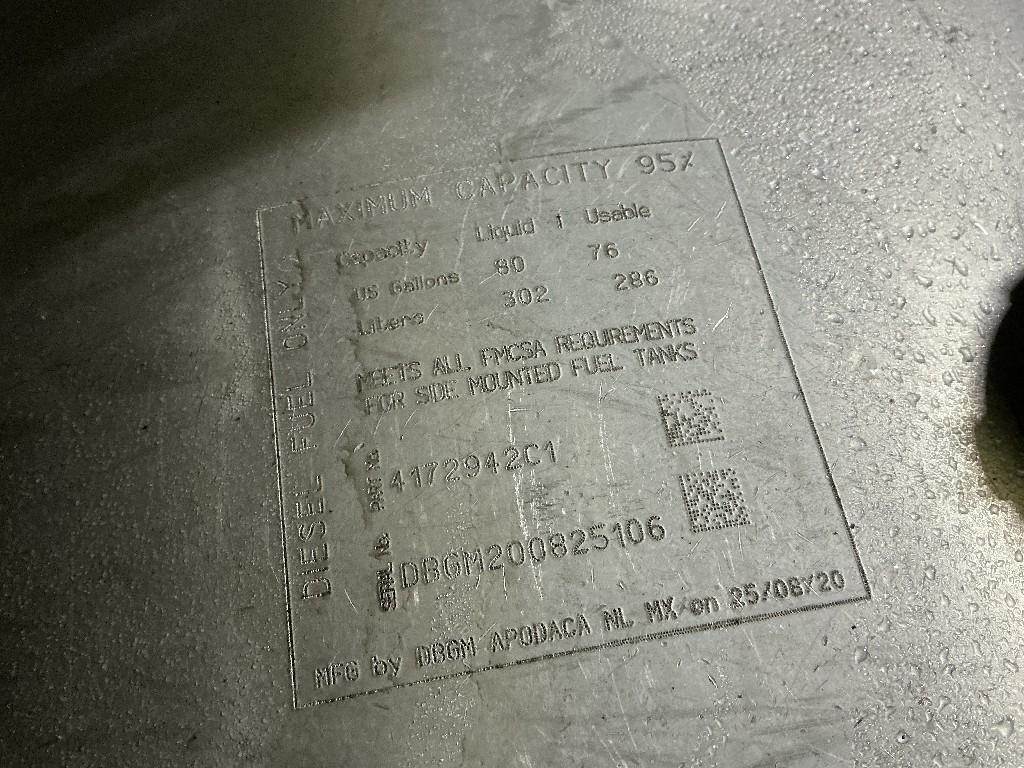 MAXIMUM CAPACITY 95%
DIESEL FUEL ONLY
Capacity Liquid Usable
US Gallons 80 76
Liters 302 286
MEETS ALL FMCSA REQUIREMENTS
FOR SIDE MOUNTED FUEL TANKS
PART No. 4172942C1
No. DBGM200825106
MFG by DBGM APODACA NL MX on 25/08/20